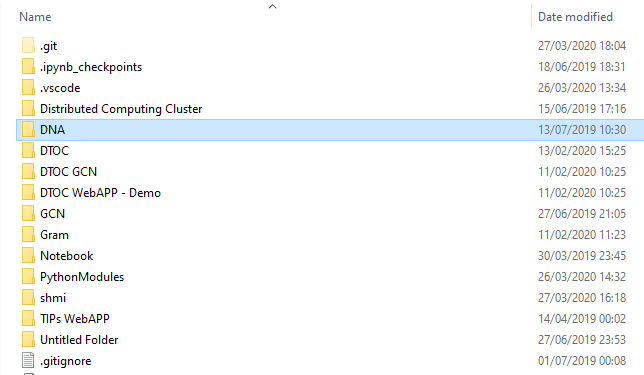 Name Date modified
.git 27/03/2020 18:04
.ipynb_checkpoints 18/06/2019 18:31
.vscode 26/03/2020 13:34
Distributed Computing Cluster 15/06/2019 17:16
DNA 13/07/2019 10:30
DTOC 13/02/2020 15:25
DTOC GCN 11/02/2020 10:25
DTOC WebAPP - Demo 11/02/2020 10:25
GCN 27/06/2019 21:05
Gram 11/02/2020 11:23
Notebook 30/03/2019 23:45
PythonModules 26/03/2020 14:32
shmi 27/03/2020 16:18
TIPs WebAPP 14/04/2019 00:02
Untitled Folder 27/06/2019 23:53
.gitignore 01/07/2019 00:08